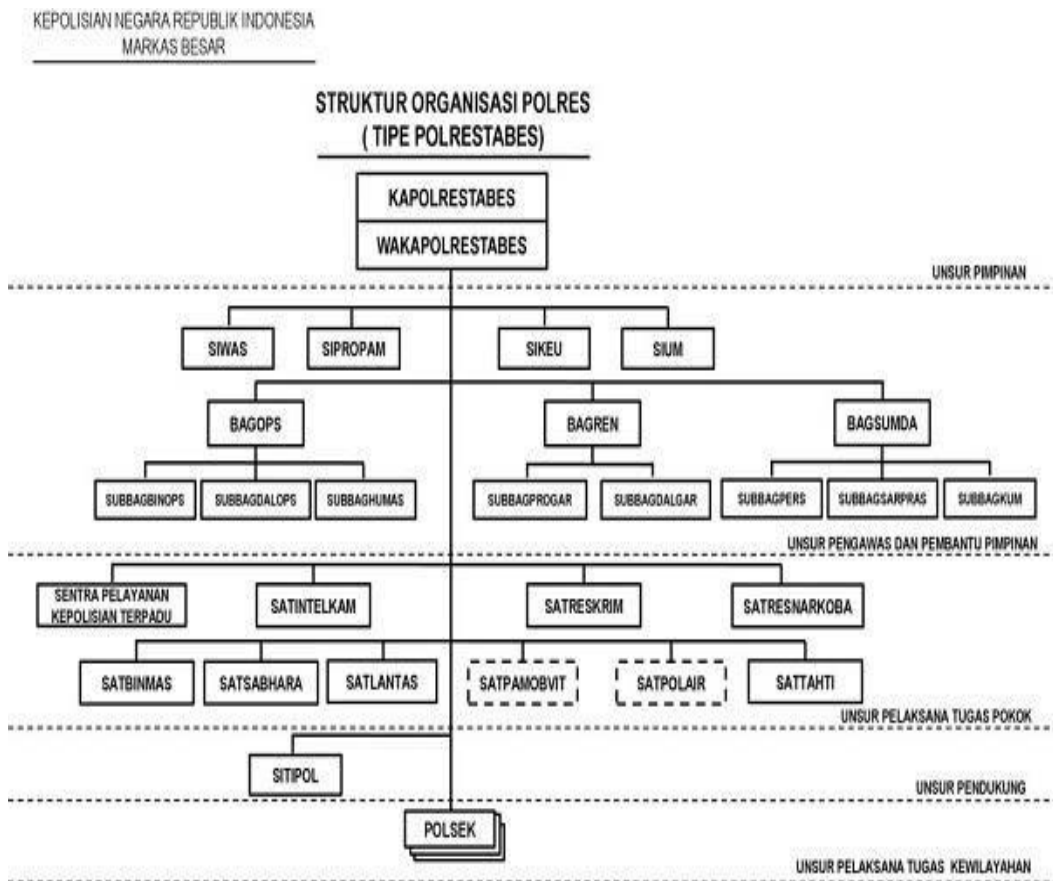 KEPOLISIAN NEGARA REPUBLIK INDONESIA
MARKAS BESAR
STRUKTUR ORGANISASI POLRES
( TIPE POLRESTABES)
KAPOLRESTABES
WAKAPOLRESTABES
UNSUR PIMPINAN
SIWAS
SIPROPAM
SIKEU
SIUM
BAGOPS
BAGREN
BAGSUMDA
SUBBAGBINOPS
SUBBAGDALOPS
SUBBAGHUMAS
SUBBAGPROGAR
SUBBAGDALGAR
SUBBAGPERS
SUBBAGSARPRAS
SUBBAGKUM
UNSUR PENGAWAS DAN PEMBANTU PIMPINAN
SENTRA PELAYANAN
KEPOLISIAN TERPADU
SATINTELKAM
SATRESKRIM
SATRESNARKOBA
SATBINMAS
SATSABHARA
SATLANTAS
SATPAMOBVIT
SATPOLAIR
SATTAHTI
UNSUR PELAKSANA TUGAS POKOK
SITIPOL
UNSUR PENDUKUNG
POLSEK
UNSUR PELAKSANA TUGAS KEWILAYAHAN